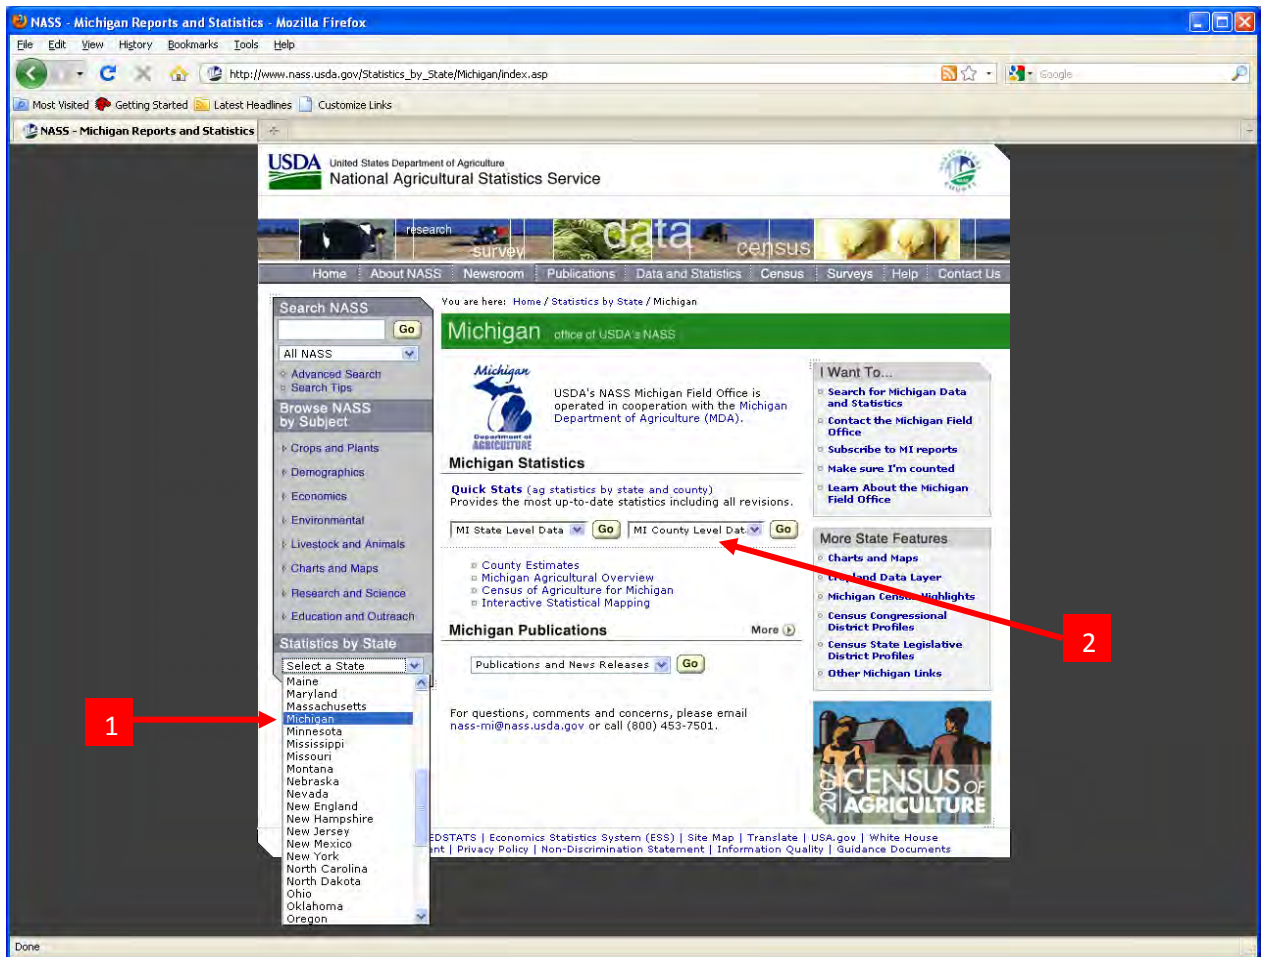 NASS - Michigan Reports and Statistics - Mozilla Firefox
File Edit View History Bookmarks Tools Help
http://www.nass.usda.gov/Statistics_by_State/Michigan/index.asp
Google
Most Visited Getting Started Latest Headlines Customize Links
NASS - Michigan Reports and Statistics
USDA United States Department of Agriculture
National Agricultural Statistics Service
research survey data census
Home About NASS Newsroom Publications Data and Statistics Census Surveys Help Contact Us
Search NASS
Go
All NASS
Advanced Search
Search Tips
Browse NASS
by Subject
Crops and Plants
Demographics
Economics
Environmental
Livestock and Animals
Charts and Maps
Research and Science
Education and Outreach
Statistics by State
Select a State
Maine
Maryland
Massachusetts
Michigan
Minnesota
Mississippi
Missouri
Montana
Nebraska
Nevada
New England
New Hampshire
New Jersey
New Mexico
New York
North Carolina
North Dakota
Ohio
Oklahoma
Oregon
1
You are here: Home / Statistics by State / Michigan
Michigan office of USDA's NASS
Michigan
Department of
AGRICULTURE
USDA's NASS Michigan Field Office is
operated in cooperation with the Michigan
Department of Agriculture (MDA).
Michigan Statistics
Quick Stats (ag statistics by state and county)
Provides the most up-to-date statistics including all revisions.
MI State Level Data Go MI County Level Dat Go
County Estimates
Michigan Agricultural Overview
Census of Agriculture for Michigan
Interactive Statistical Mapping
Michigan Publications More
Publications and News Releases Go
For questions, comments and concerns, please email
nass-mi@nass.usda.gov or call (800) 453-7501.
I Want To...
Search for Michigan Data
and Statistics
Contact the Michigan Field
Office
Subscribe to MI reports
Make sure I'm counted
Learn About the Michigan
Field Office
More State Features
Charts and Maps
Cropland Data Layer
Michigan Census Highlights
Census Congressional
District Profiles
Census State Legislative
District Profiles
Other Michigan Links
2
2007 CENSUS OF
AGRICULTURE
EDSTATS | Economics Statistics System (ESS) | Site Map | Translate | USA.gov | White House
nt | Privacy Policy | Non-Discrimination Statement | Information Quality | Guidance Documents
Done